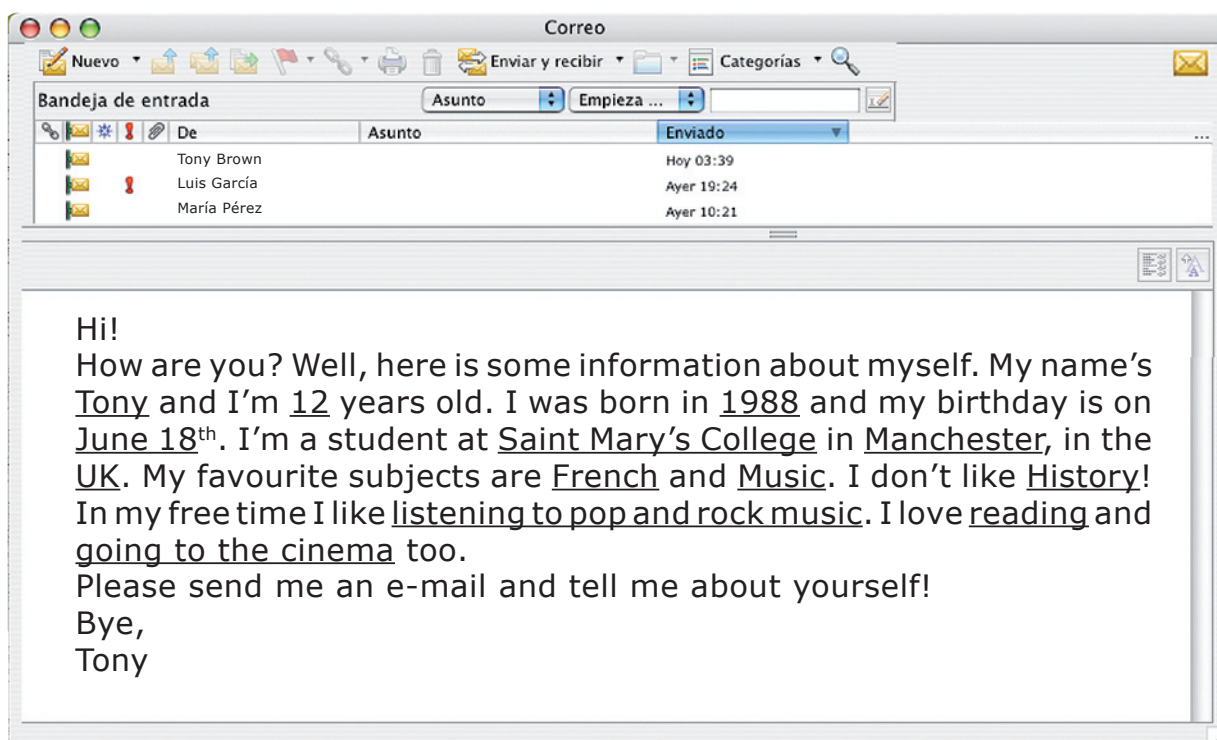 Correo
Nuevo Enviar y recibir Categorías
Bandeja de entrada Asunto Empieza ...
De Asunto Enviado ...
Tony Brown Hoy 03:39
Luis García Ayer 19:24
María Pérez Ayer 10:21
Hi!
How are you? Well, here is some information about myself. My name’s
Tony and I’m 12 years old. I was born in 1988 and my birthday is on
June 18th. I’m a student at Saint Mary’s College in Manchester, in the
UK. My favourite subjects are French and Music. I don’t like History!
In my free time I like listening to pop and rock music. I love reading and
going to the cinema too.
Please send me an e-mail and tell me about yourself!
Bye,
Tony